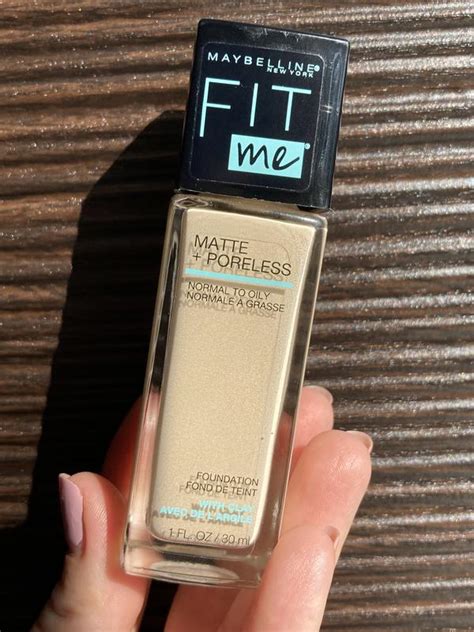 MAYBELLINE®
NEW YORK
FIT
me®
MATTE
+ PORELESS
NORMAL TO OILY
NORMALE À GRASSE
FOUNDATION
FOND DE TEINT
WITH CLAY
AVEC DE L'ARGILE
1 FL. OZ / 30 ml